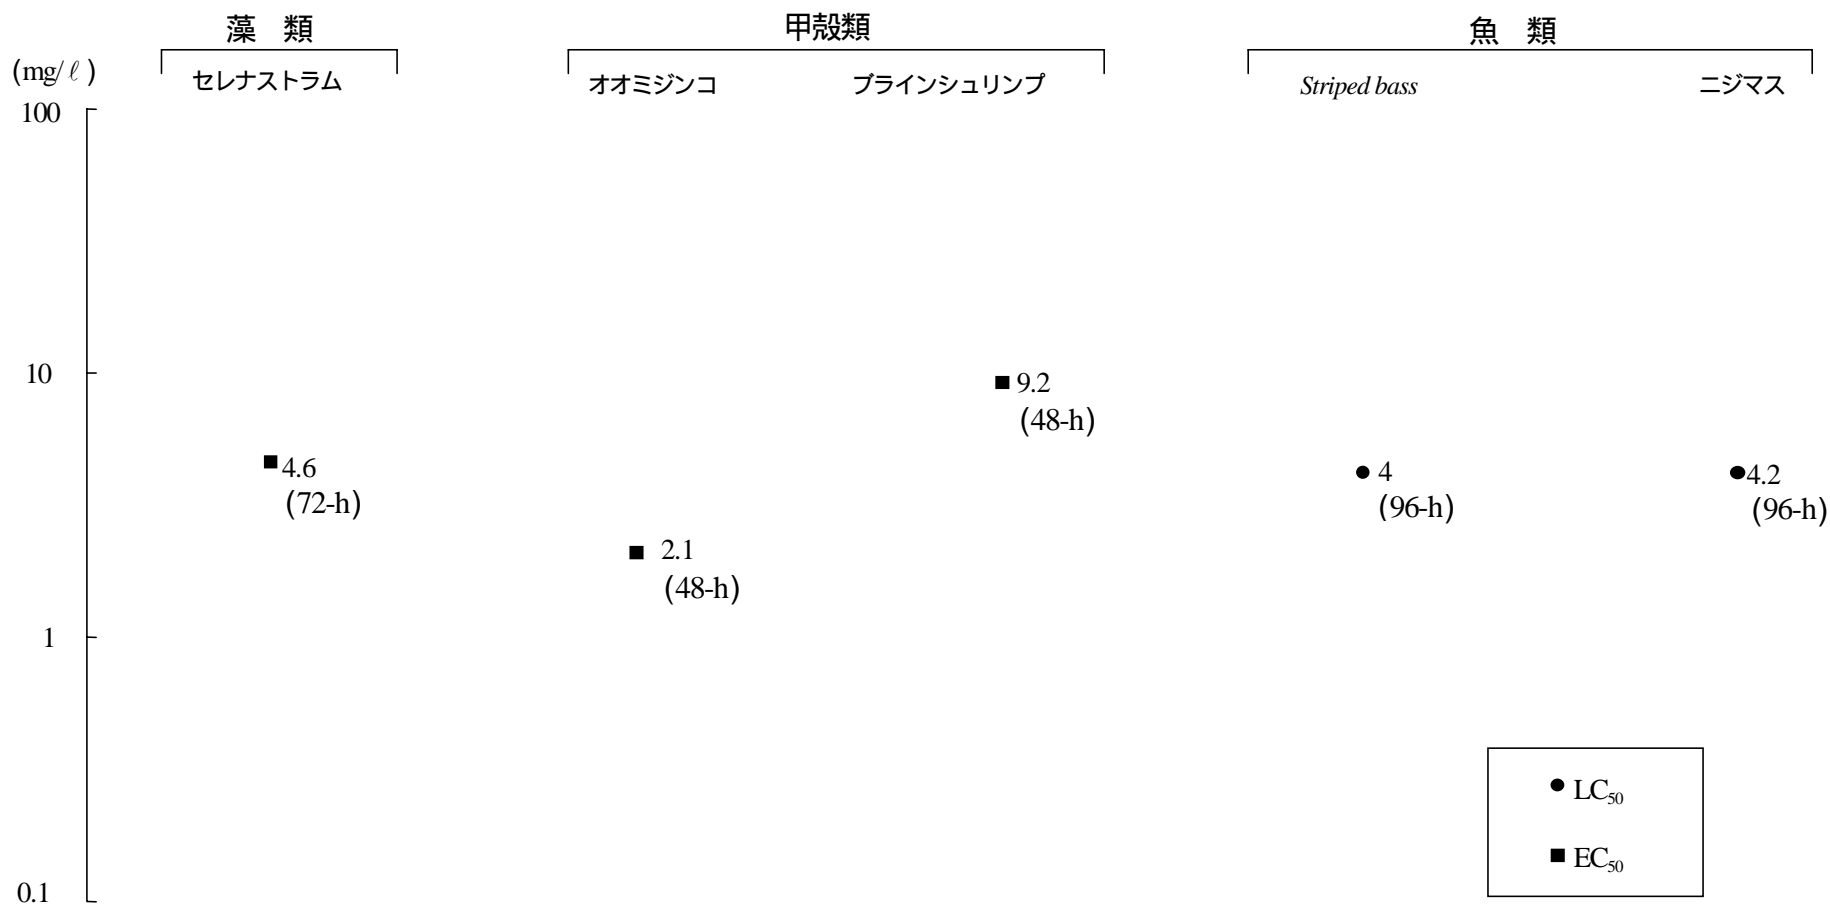 藻 類
甲殻類
魚 類
(mg/ℓ)
セレナストラム
オオミジンコ
ブラインシュリンプ
Striped bass
ニジマス
100
10
9.2
(48-h)
4.6
(72-h)
4
(96-h)
4.2
(96-h)
2.1
(48-h)
1
LC50
EC50
0.1